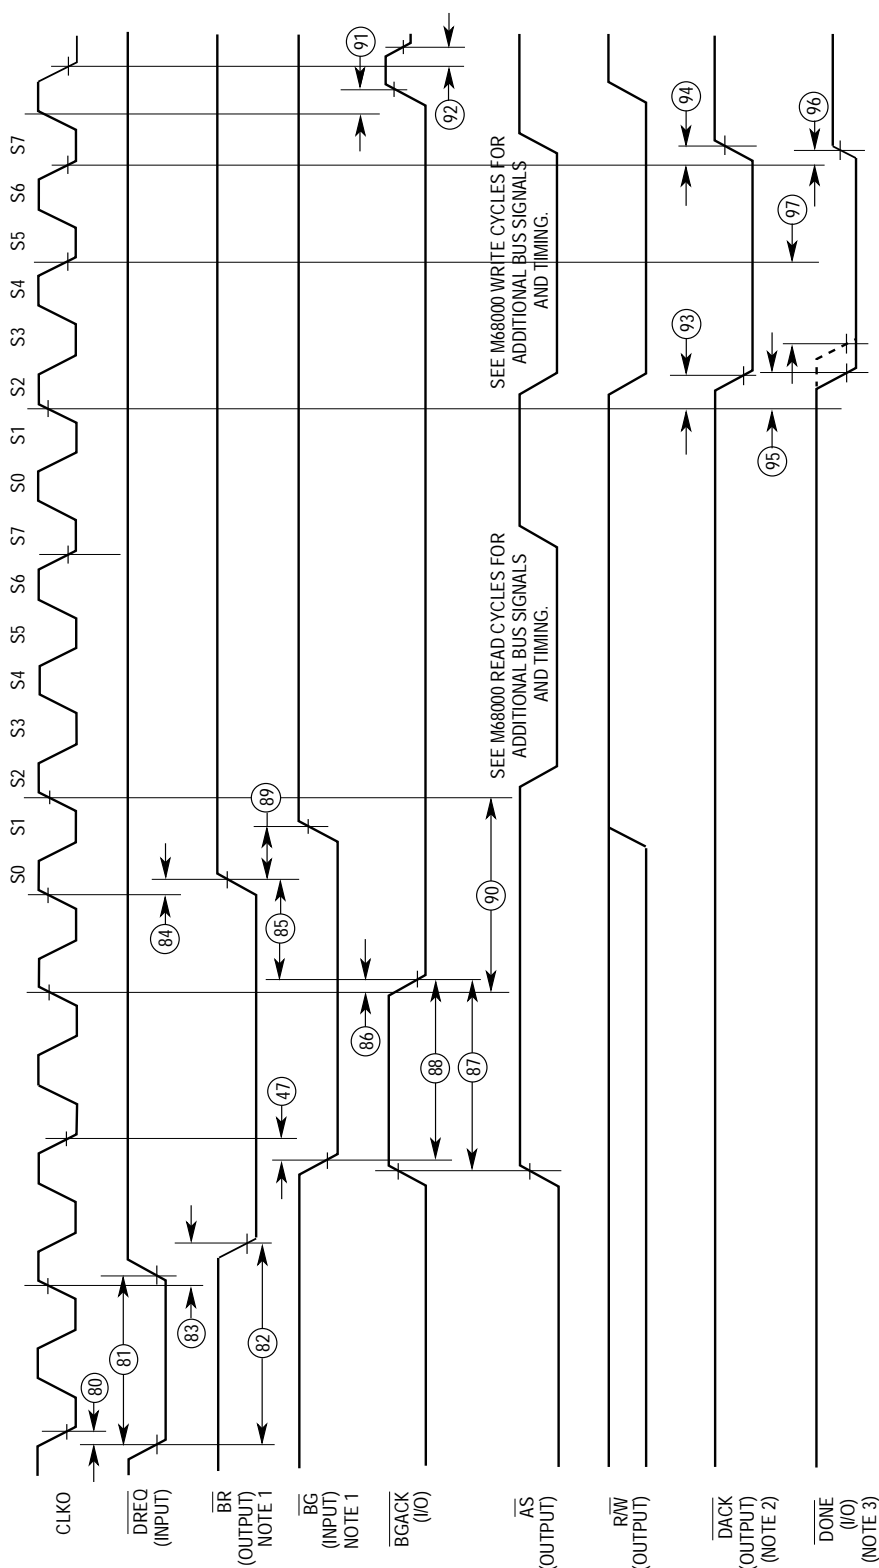 S0 S1 S2 S3 S4 S5 S6 S7 S0 S1 S2 S3 S4 S5 S6 S7
CLKO
80
81
DREQ
(INPUT)
84
83
BR
(OUTPUT)
NOTE 1
82
89
85
47
BG
(INPUT)
NOTE 1
91
86
BGACK
(I/O)
88
92
87
90
SEE M68000 READ CYCLES FOR
ADDITIONAL BUS SIGNALS
AND TIMING.
SEE M68000 WRITE CYCLES FOR
ADDITIONAL BUS SIGNALS
AND TIMING.
AS
(OUTPUT)
R/W
(OUTPUT)
93
94
DACK
(OUTPUT)
(NOTE 2)
95
97
96
DONE
(I/O)
(NOTE 3)